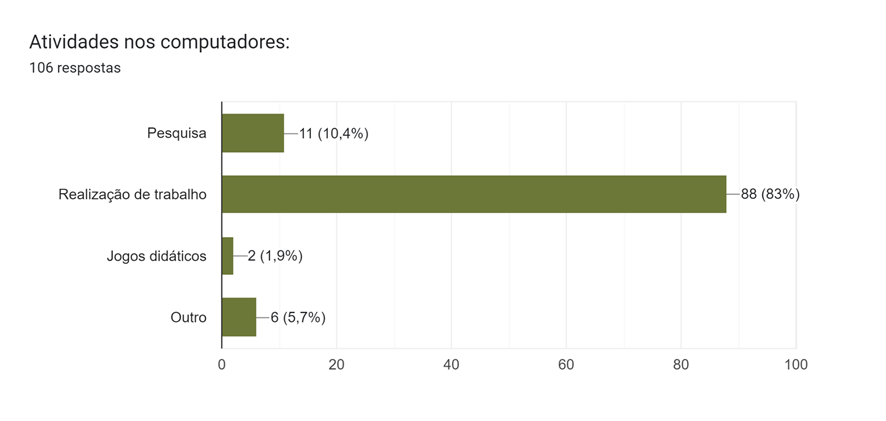 Atividades nos computadores:
106 respostas
Pesquisa 11 (10,4%)
Realização de trabalho 88 (83%)
Jogos didáticos 2 (1,9%)
Outro 6 (5,7%)
0 20 40 60 80 100